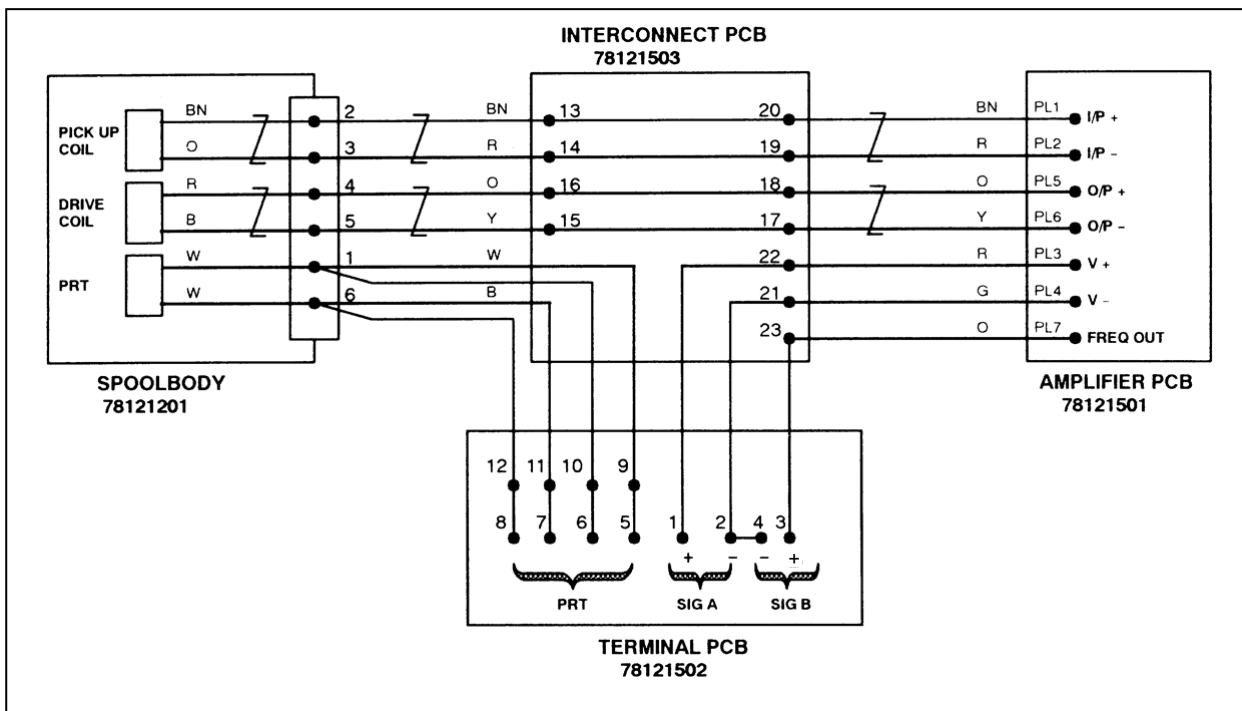 INTERCONNECT PCB
78121503
PICK UP
COIL
BN
O
2
3
BN
R
13
14
20
19
BN
R
PL1
PL2
I/P +
I/P –
DRIVE
COIL
R
B
4
5
O
Y
16
15
18
17
O
Y
PL5
PL6
O/P +
O/P –
PRT
W
W
1
6
W
B
22
21
23
R
G
O
PL3
PL4
PL7
V +
V –
FREQ OUT
SPOOLBODY
78121201
AMPLIFIER PCB
78121501
12 11 10 9
8 7 6 5 1 2 4 3
+ – – +
PRT SIG A SIG B
TERMINAL PCB
78121502